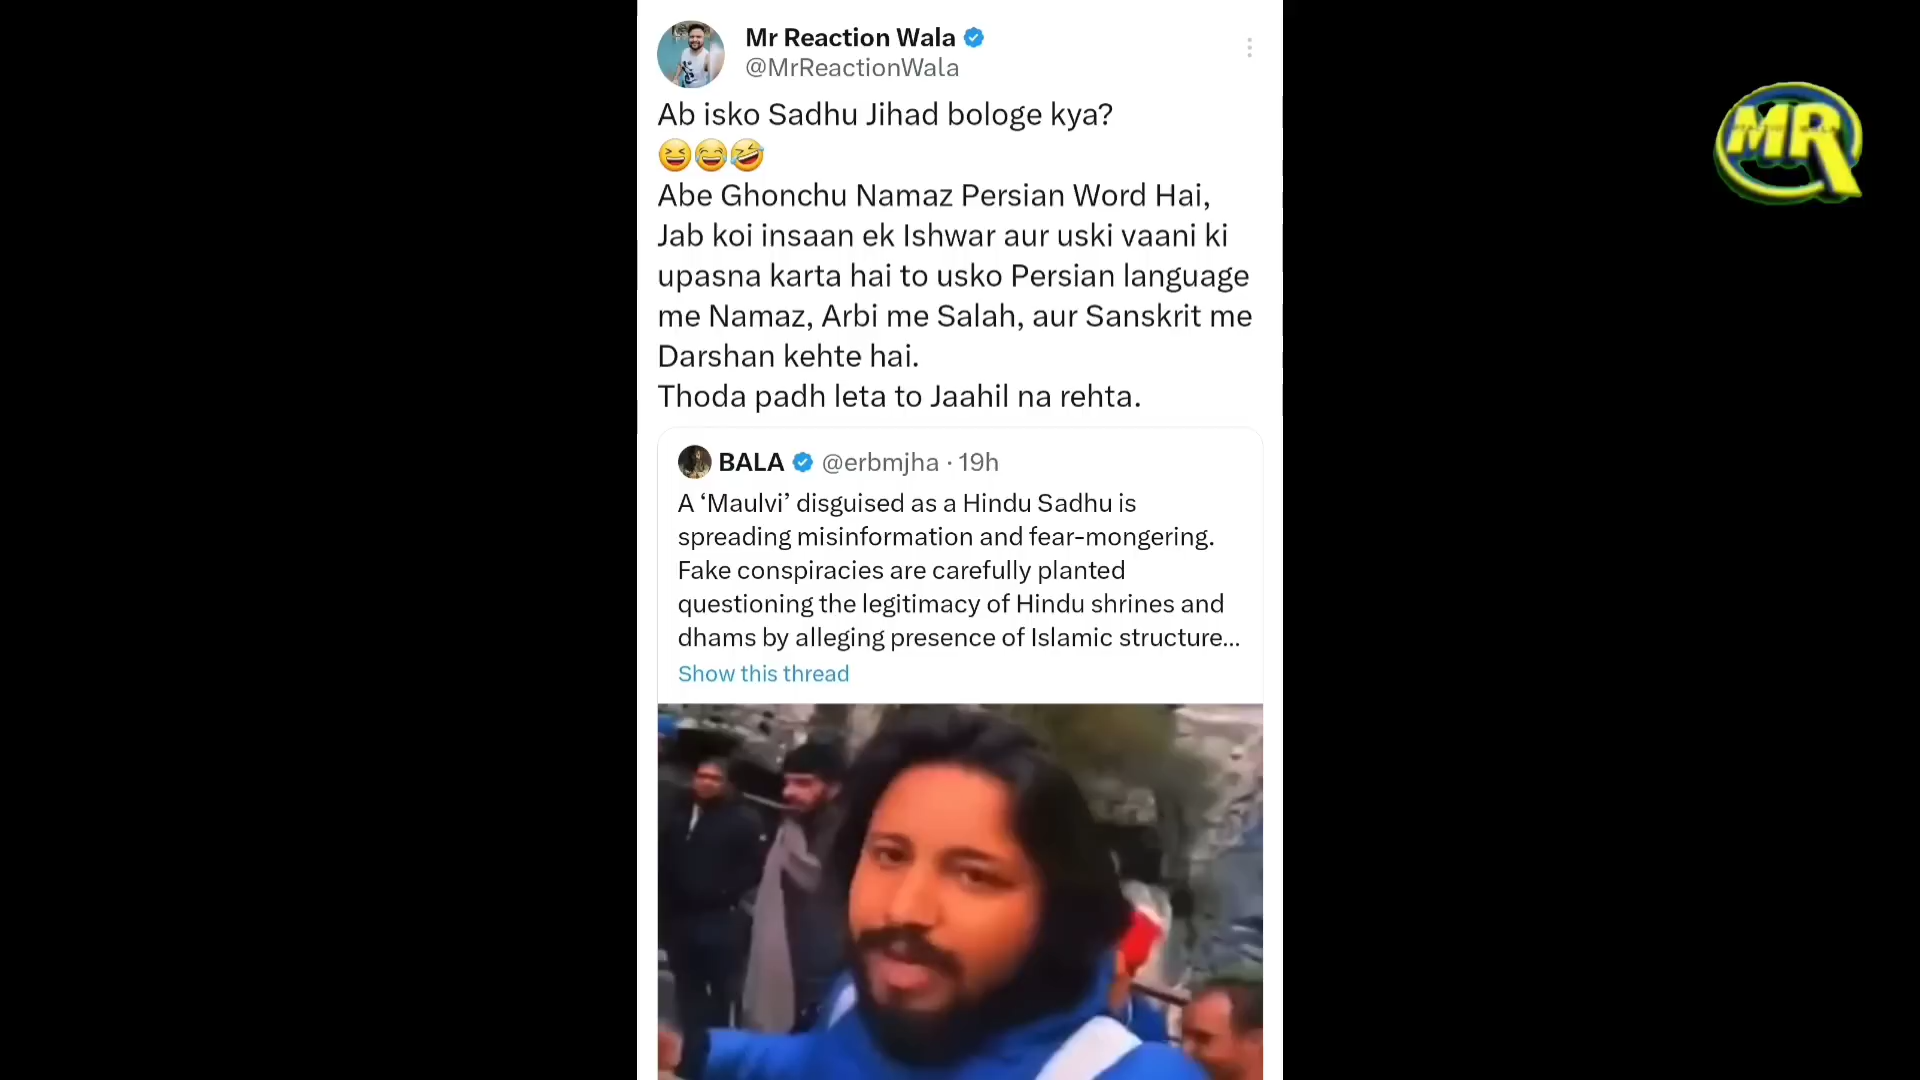 Mr Reaction Wala
@MrReactionWala
Ab isko Sadhu Jihad bologe kya?
😆😂🤣
Abe Ghonchu Namaz Persian Word Hai,
Jab koi insaan ek Ishwar aur uski vaani ki
upasna karta hai to usko Persian language
me Namaz, Arbi me Salah, aur Sanskrit me
Darshan kehte hai.
Thoda padh leta to Jaahil na rehta.
BALA @erbmjha · 19h
A ‘Maulvi’ disguised as a Hindu Sadhu is
spreading misinformation and fear-mongering.
Fake conspiracies are carefully planted
questioning the legitimacy of Hindu shrines and
dhams by alleging presence of Islamic structure...
Show this thread
MR